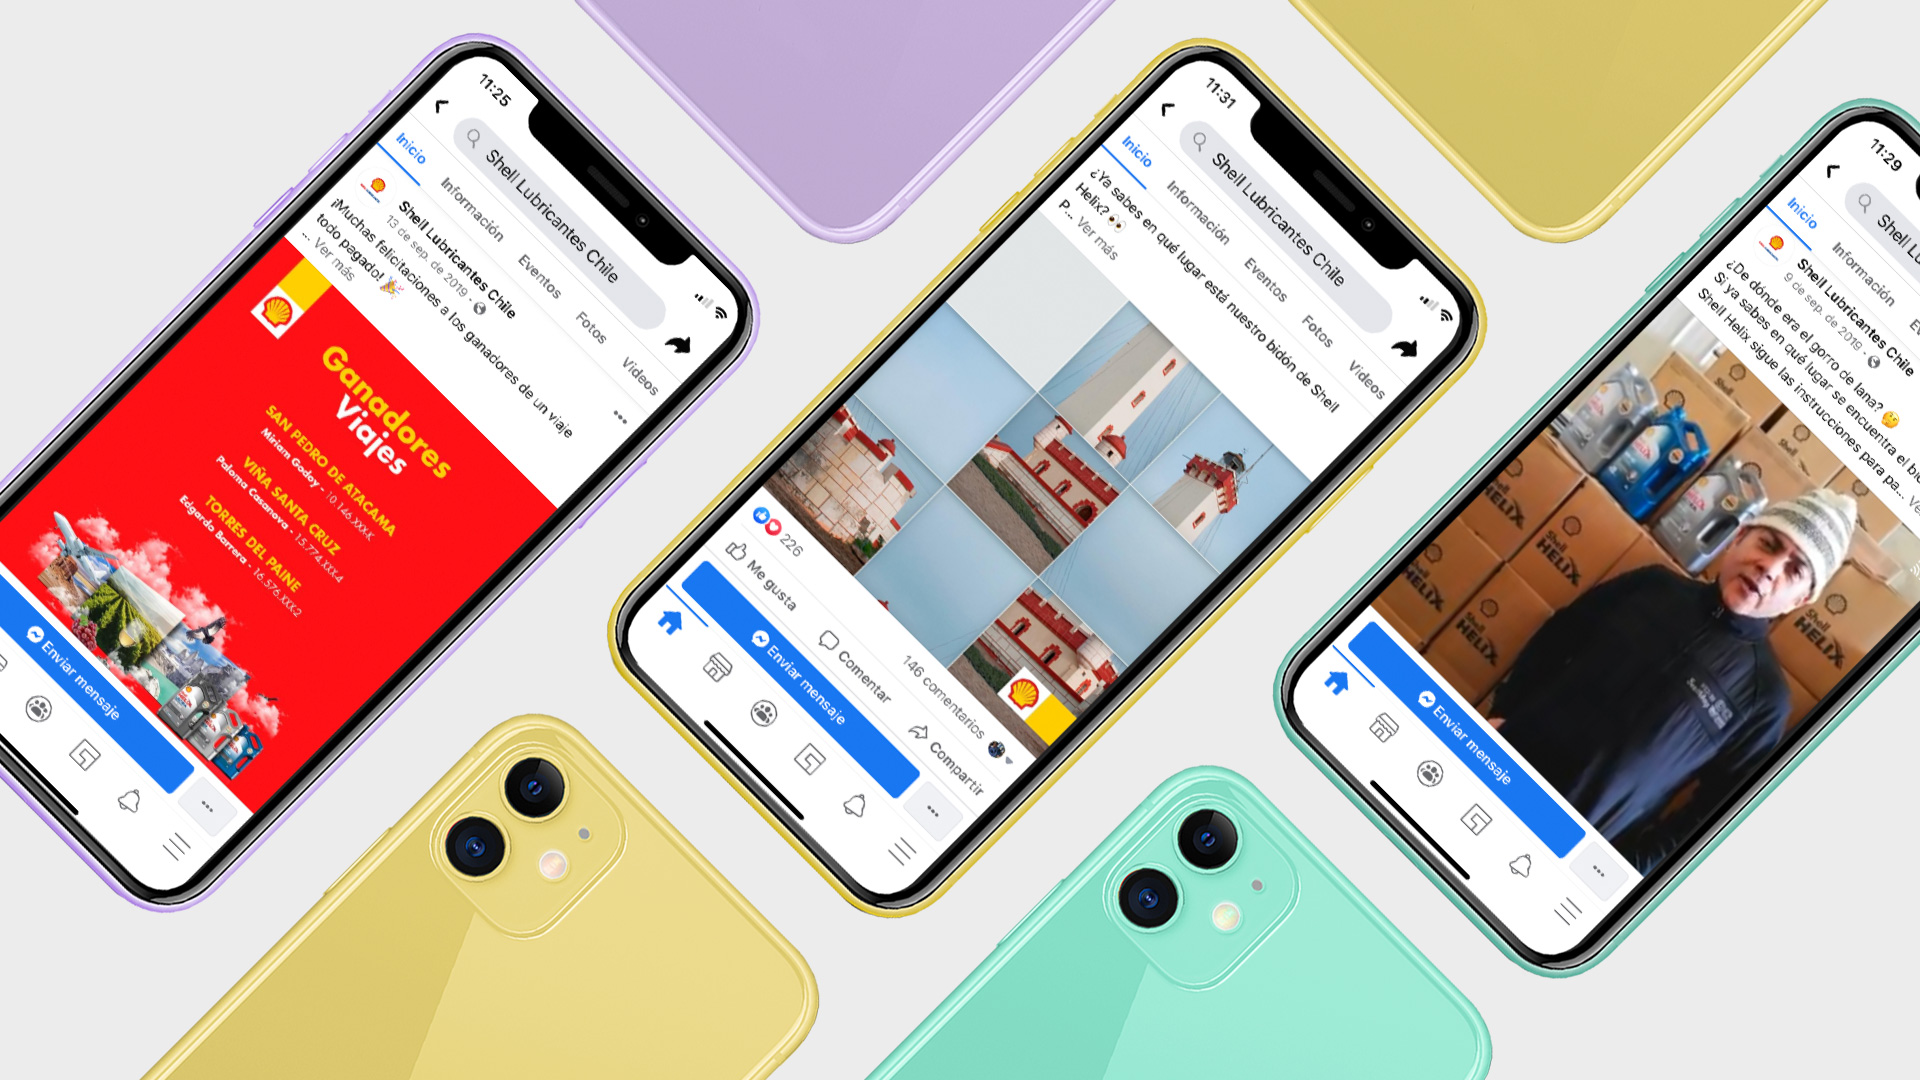 11:25
Shell Lubricantes Chile
Inicio
Información
Eventos
Fotos
Videos
Shell Lubricantes Chile
13 de sep. de 2019 ·
¡Muchas felicitaciones a los ganadores de un viaje
todo pagado! 🎉
... Ver más
Ganadores
Viajes
SAN PEDRO DE ATACAMA
Miriam Godoy - 10.146.XXX-K
VIÑA SANTA CRUZ
Paloma Casanova - 15.774.XXX-4
TORRES DEL PAINE
Edgardo Barrera - 16.576.XXX-2
Enviar mensaje
11:31
Shell Lubricantes Chile
Inicio
Información
Eventos
Fotos
Videos
¿Ya sabes en qué lugar está nuestro bidón de Shell
Helix? 👀
P... Ver más
226
146 comentarios
Me gusta
Comentar
Compartir
Enviar mensaje
11:29
Shell Lu
Inicio
Información
Ev
Shell Lubricantes Chile
9 de sep. de 2019 ·
¿De dónde era el gorro de lana? 🤔
Si ya sabes en qué lugar se encuentra el bi
Shell Helix sigue las instrucciones para pa... Ve
Shell
HELIX
Shell
HELIX
Shell
HELIX
Shell
HELIX
Shell
HELIX
Enviar mensaje